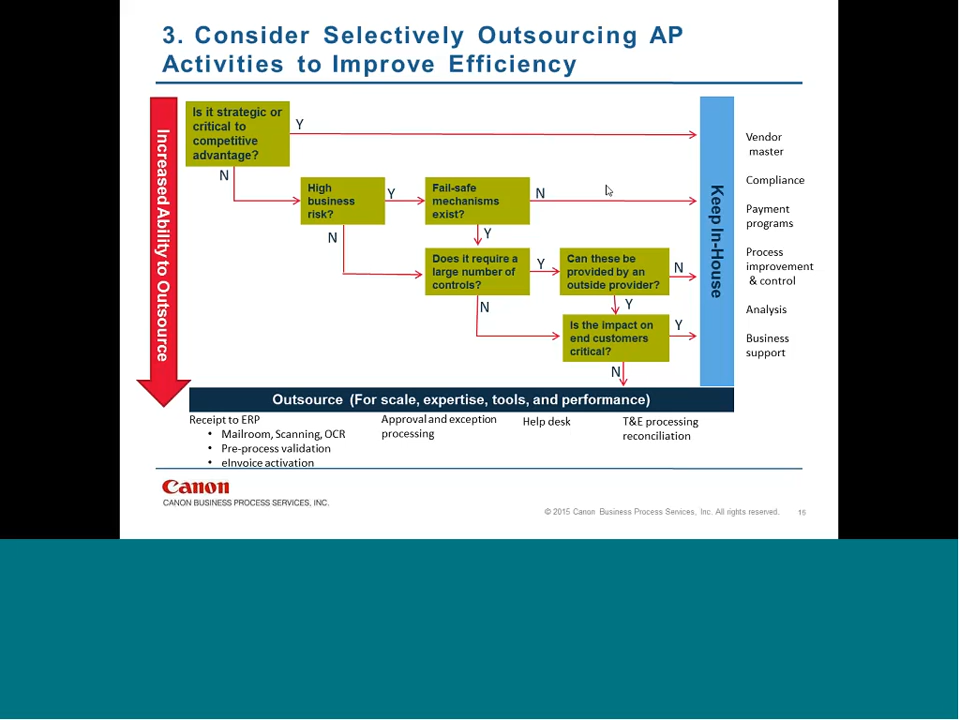 3. Consider Selectively Outsourcing AP
Activities to Improve Efficiency
Increased Ability to Outsource
Is it strategic or
critical to
competitive
advantage?
Y
N
High
business
risk?
Y
N
Fail-safe
mechanisms
exist?
N
Y
Does it require a
large number of
controls?
Y
N
Can these be
provided by an
outside provider?
N
Y
Is the impact on
end customers
critical?
Y
N
Keep In-House
Vendor
master
Compliance
Payment
programs
Process
improvement
& control
Analysis
Business
support
Outsource (For scale, expertise, tools, and performance)
Receipt to ERP
• Mailroom, Scanning, OCR
• Pre-process validation
• eInvoice activation
Approval and exception
processing
Help desk
T&E processing
reconciliation
Canon
CANON BUSINESS PROCESS SERVICES, INC.
© 2015 Canon Business Process Services, Inc. All rights reserved.